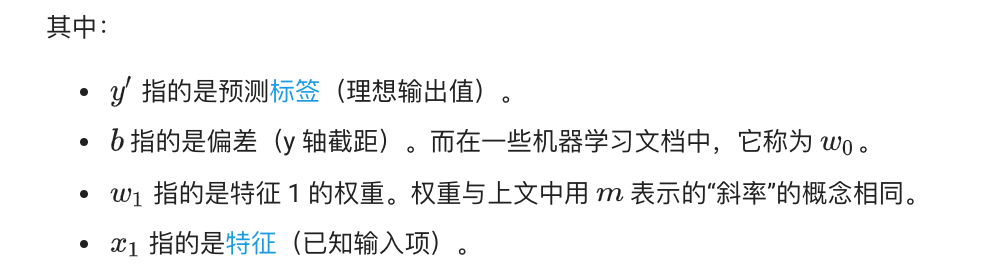 其中：
• y′ 指的是预测标签（理想输出值）。
• b 指的是偏差（y 轴截距）。而在一些机器学习文档中，它称为 w₀。
• w₁ 指的是特征 1 的权重。权重与上文中用 m 表示的“斜率”的概念相同。
• x₁ 指的是特征（已知输入项）。